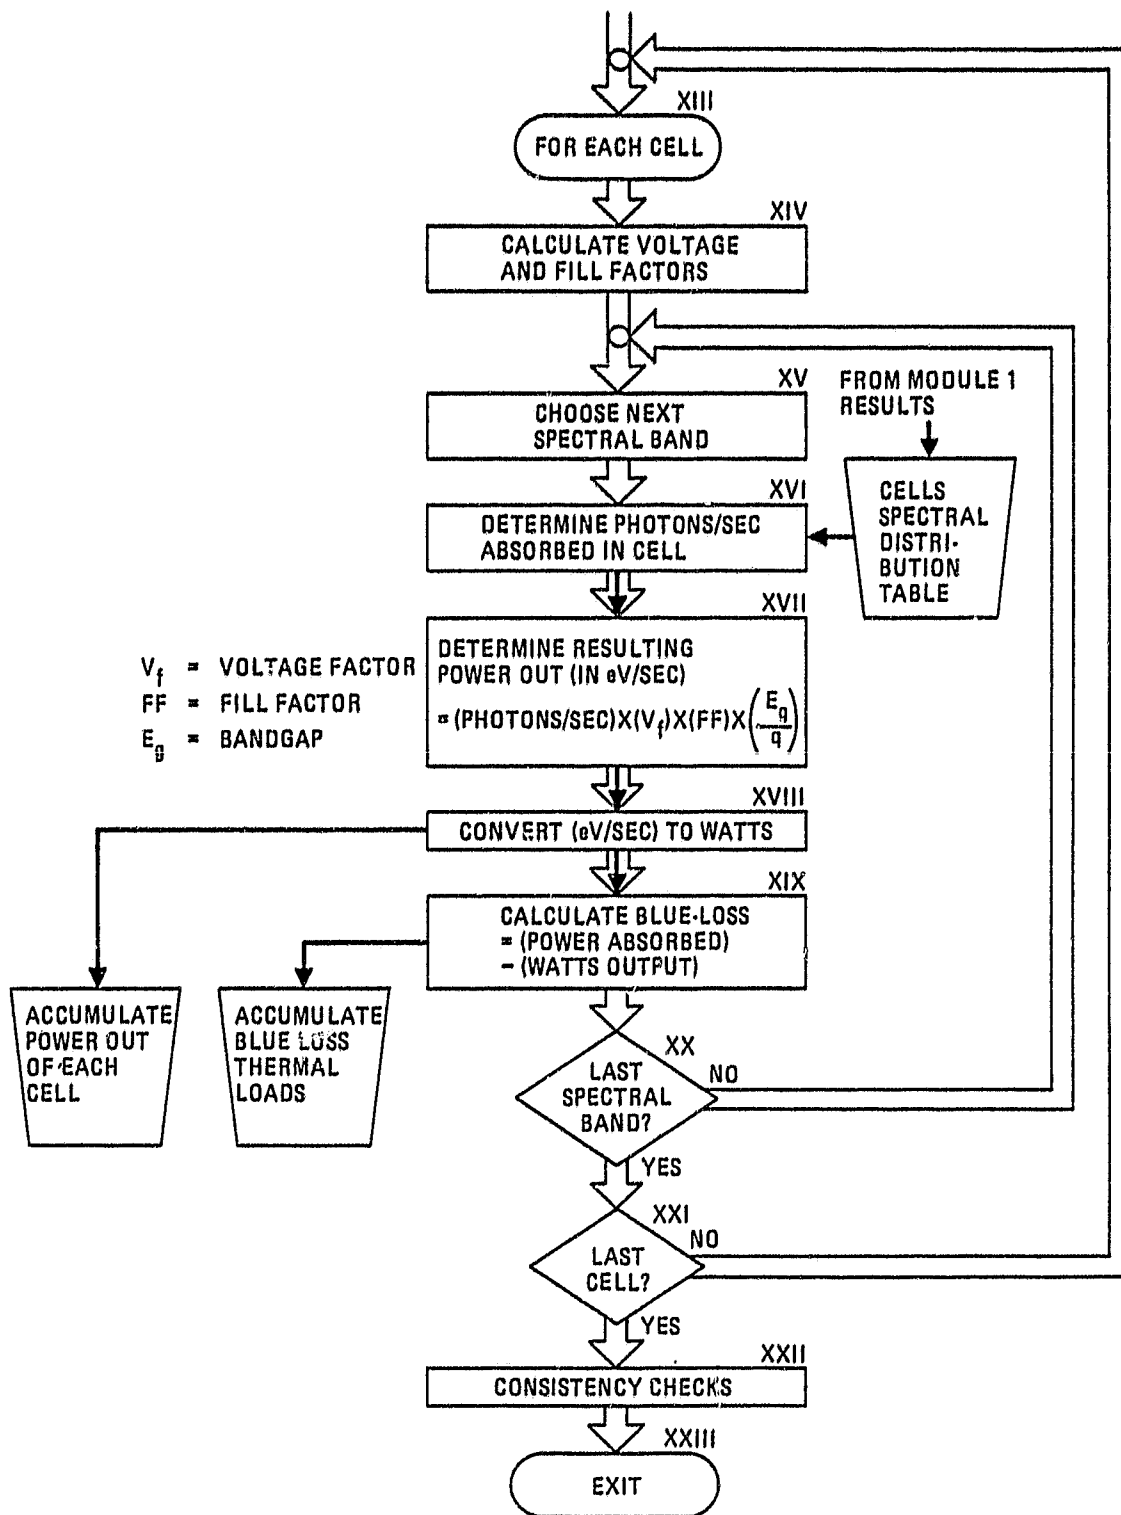 XIII
FOR EACH CELL
XIV
CALCULATE VOLTAGE
AND FILL FACTORS
XV
CHOOSE NEXT
SPECTRAL BAND
FROM MODULE 1
RESULTS
XVI
DETERMINE PHOTONS/SEC
ABSORBED IN CELL
CELLS
SPECTRAL
DISTRI-
BUTION
TABLE
XVII
DETERMINE RESULTING
POWER OUT (IN eV/SEC)
= (PHOTONS/SEC)X(V_f)X(FF)X(E_g/q)
V_f = VOLTAGE FACTOR
FF = FILL FACTOR
E_g = BANDGAP
XVIII
CONVERT (eV/SEC) TO WATTS
XIX
CALCULATE BLUE-LOSS
= (POWER ABSORBED)
- (WATTS OUTPUT)
ACCUMULATE
POWER OUT
OF EACH
CELL
ACCUMULATE
BLUE LOSS
THERMAL
LOADS
XX
LAST
SPECTRAL
BAND?
NO
YES
XXI
LAST
CELL?
NO
YES
XXII
CONSISTENCY CHECKS
XXIII
EXIT